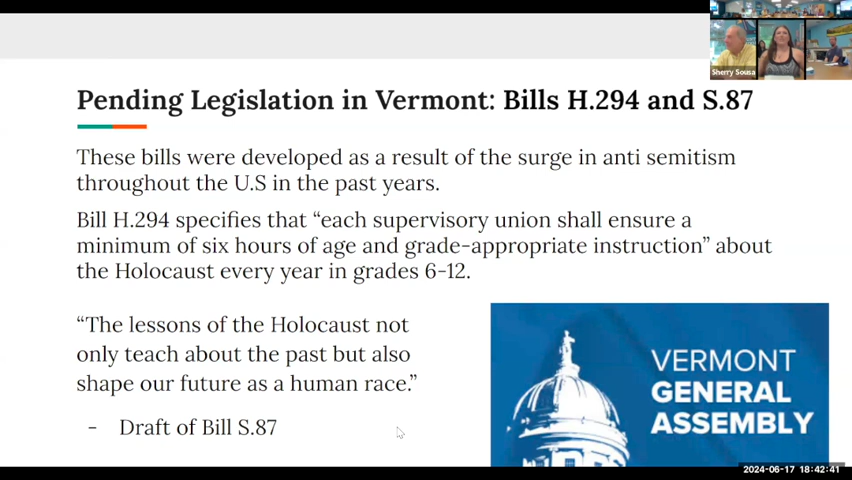 Sherry Sousa
Pending Legislation in Vermont: Bills H.294 and S.87
These bills were developed as a result of the surge in anti semitism
throughout the U.S in the past years.
Bill H.294 specifies that “each supervisory union shall ensure a
minimum of six hours of age and grade-appropriate instruction” about
the Holocaust every year in grades 6-12.
“The lessons of the Holocaust not
only teach about the past but also
shape our future as a human race.”
- Draft of Bill S.87
VERMONT
GENERAL
ASSEMBLY
2024-06-17 18:42:41